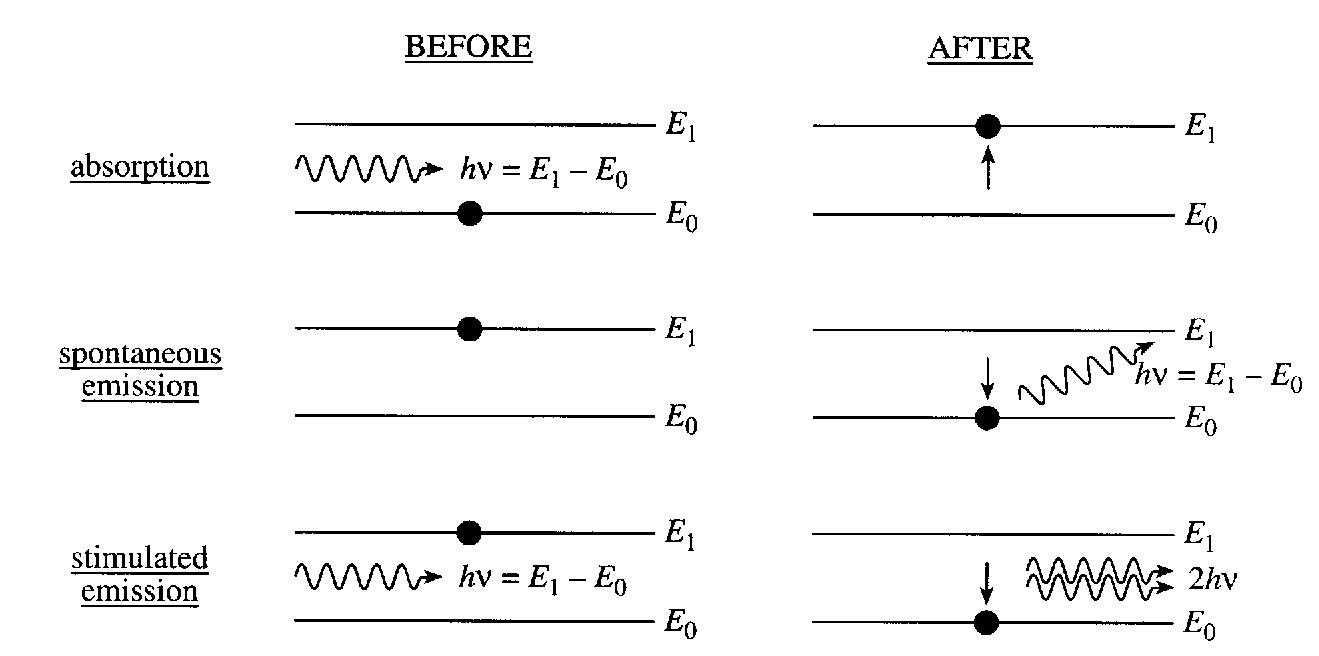 BEFORE
AFTER
absorption
E₁
hν = E₁ – E₀
E₀
E₁
E₀
spontaneous
emission
E₁
E₀
E₁
hν = E₁ – E₀
E₀
stimulated
emission
E₁
hν = E₁ – E₀
E₀
E₁
2hν
E₀